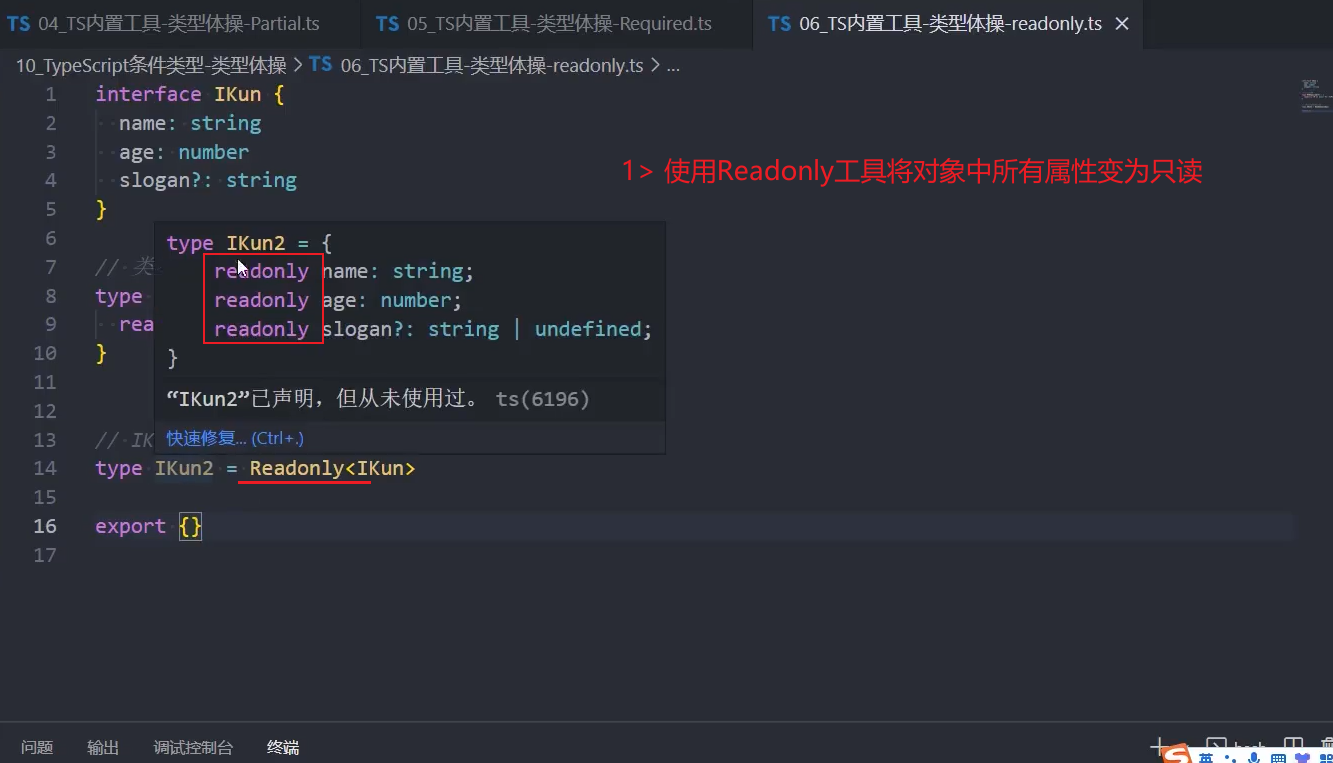 TS 04_TS内置工具-类型体操-Partial.ts TS 05_TS内置工具-类型体操-Required.ts TS 06_TS内置工具-类型体操-readonly.ts
10_TypeScript条件类型-类型体操 > TS 06_TS内置工具-类型体操-readonly.ts > ...
1 interface IKun {
2 name: string
3 age: number
1> 使用Readonly工具将对象中所有属性变为只读
4 slogan?: string
5 }
6
type IKun2 = {
7 // 类
readonly name: string;
8 type
readonly age: number;
9 rea
readonly slogan?: string | undefined;
10 }
}
11
“IKun2”已声明，但从未使用过。 ts(6196)
12
快速修复... (Ctrl+.)
13 // IK
14 type IKun2 = Readonly<IKun>
15
16 export {}
17
问题 输出 调试控制台 终端
英